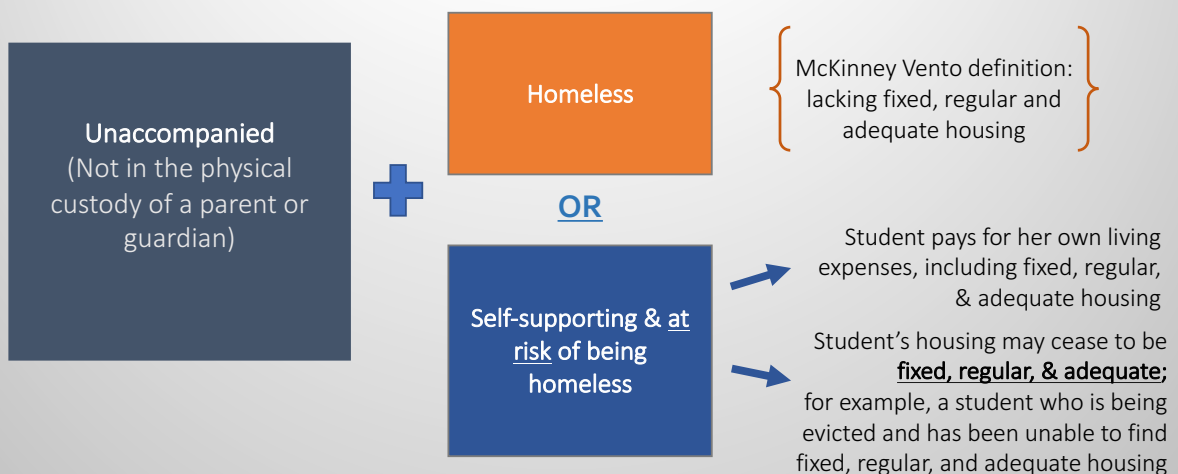 Unaccompanied
(Not in the physical
custody of a parent or
guardian)
Homeless
McKinney Vento definition:
lacking fixed, regular and
adequate housing
OR
Self-supporting & at
risk of being
homeless
Student pays for her own living
expenses, including fixed, regular,
& adequate housing
Student’s housing may cease to be
fixed, regular, & adequate;
for example, a student who is being
evicted and has been unable to find
fixed, regular, and adequate housing